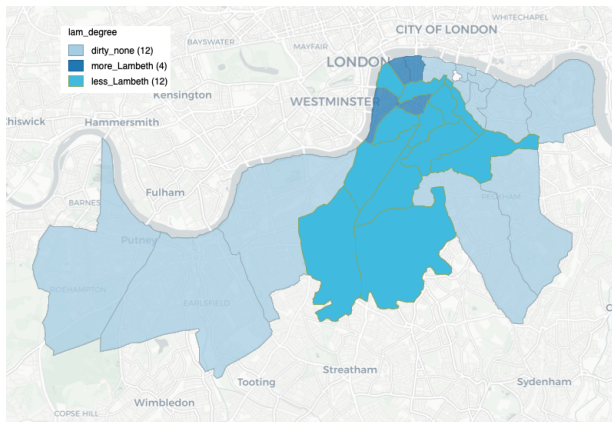 lam_degree
dirty_none (12)
more_Lambeth (4)
less_Lambeth (12)
WHITECHAPEL
CITY OF LONDON
BAYSWATER
MAYFAIR
LONDON
Kensington
WESTMINSTER
Chiswick
Hammersmith
Fulham
BARNES
PECKHAM
Putney
ROEHAMPTON
EARLSFIELD
Streatham
Tooting
Sydenham
Wimbledon
COPSE HILL